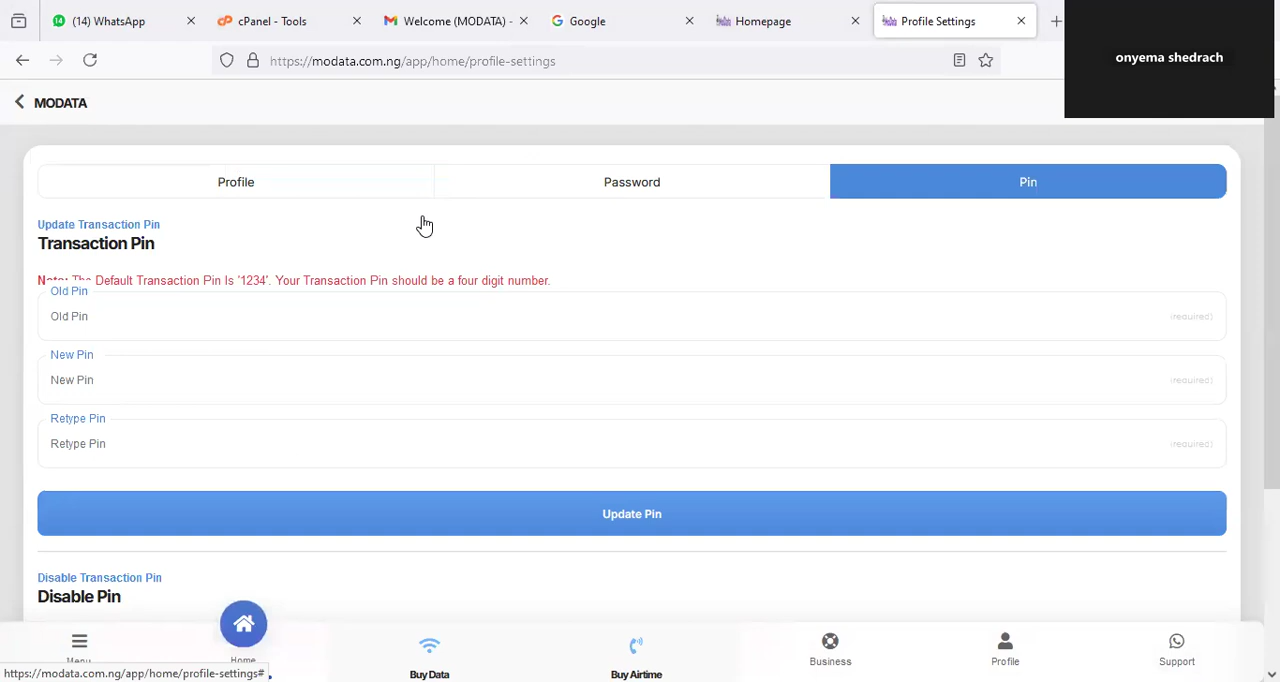 (14) WhatsApp
cPanel - Tools
Welcome (MODATA) -
Google
Homepage
Profile Settings
https://modata.com.ng/app/home/profile-settings
onyema shedrach
MODATA
Profile
Password
Pin
Update Transaction Pin
Transaction Pin
Note: The Default Transaction Pin Is '1234'. Your Transaction Pin should be a four digit number.
Old Pin
Old Pin
(required)
New Pin
New Pin
(required)
Retype Pin
Retype Pin
(required)
Update Pin
Disable Transaction Pin
Disable Pin
Menu
Home
Buy Data
Buy Airtime
Business
Profile
Support
https://modata.com.ng/app/home/profile-settings#